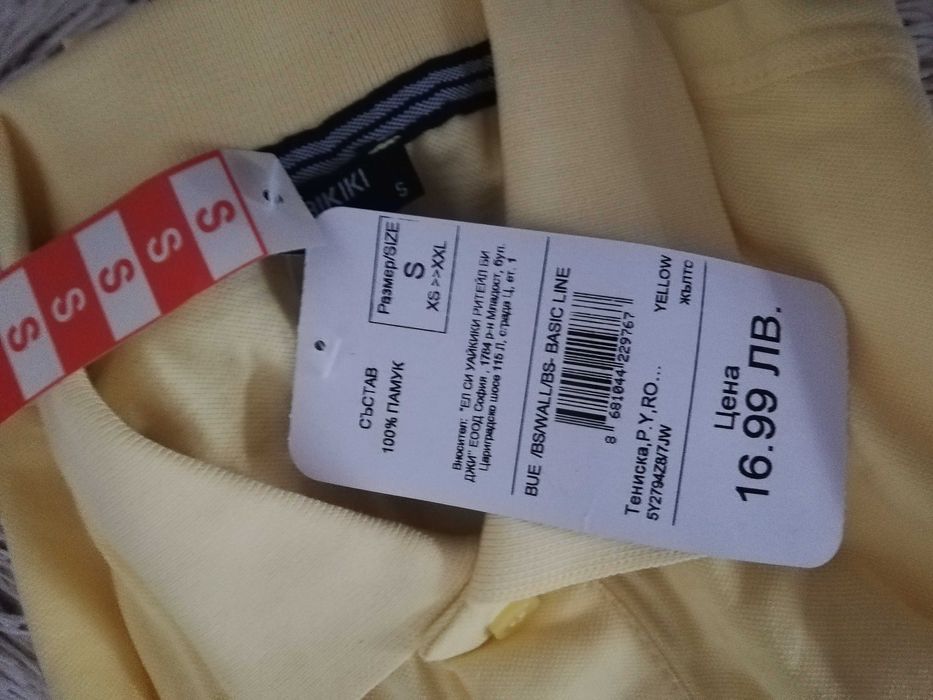 S
S
S
S
S
S
Размер/SIZE
S
XS >>XXL
СЪСТАВ
100% ПАМУК
Вносител: "ЕЛ СИ УАЙКИКИ РИТЕЙЛ БИ
ДЖИ" ЕООД София , 1784 р-н Младост, бул.
Цариградско шосе 115 Л, сграда Ц, ет. 1
BUE /BS/WALL/BS- BASIC LINE
8 681044 229767
YELLOW
Тениска,P.Y,RO...
жълто
5Y2794Z8/7JW
Цена
16.99 ЛВ.